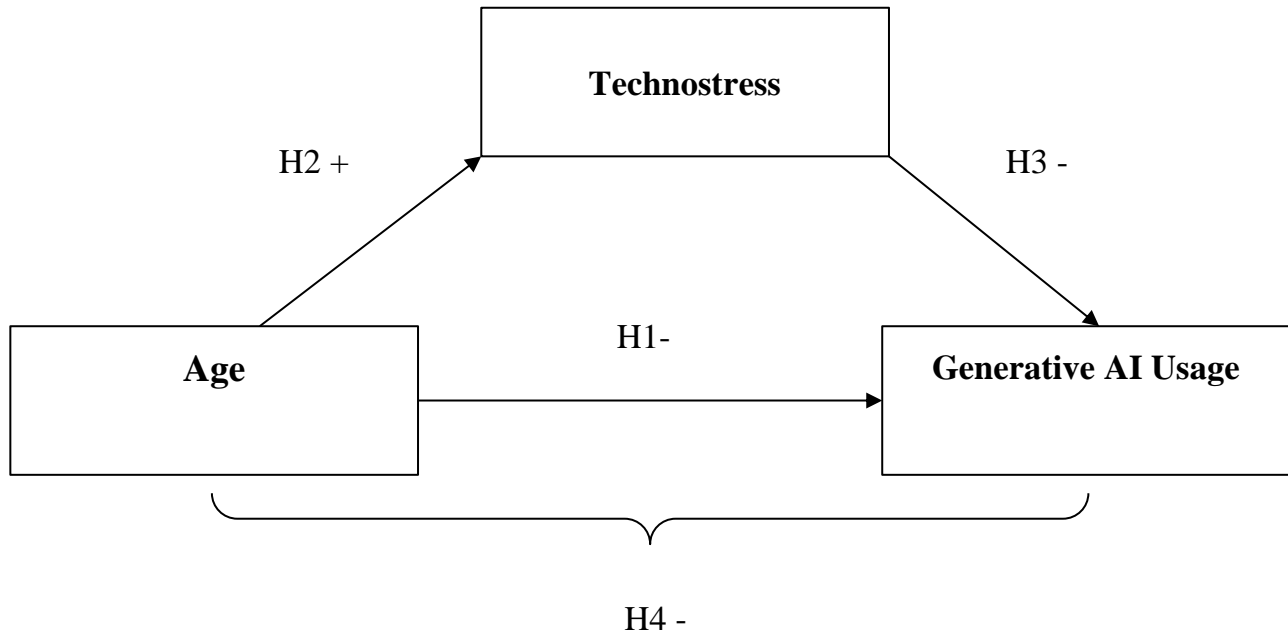 Technostress
H2 +
H3 -
H1-
Age
Generative AI Usage
H4 -